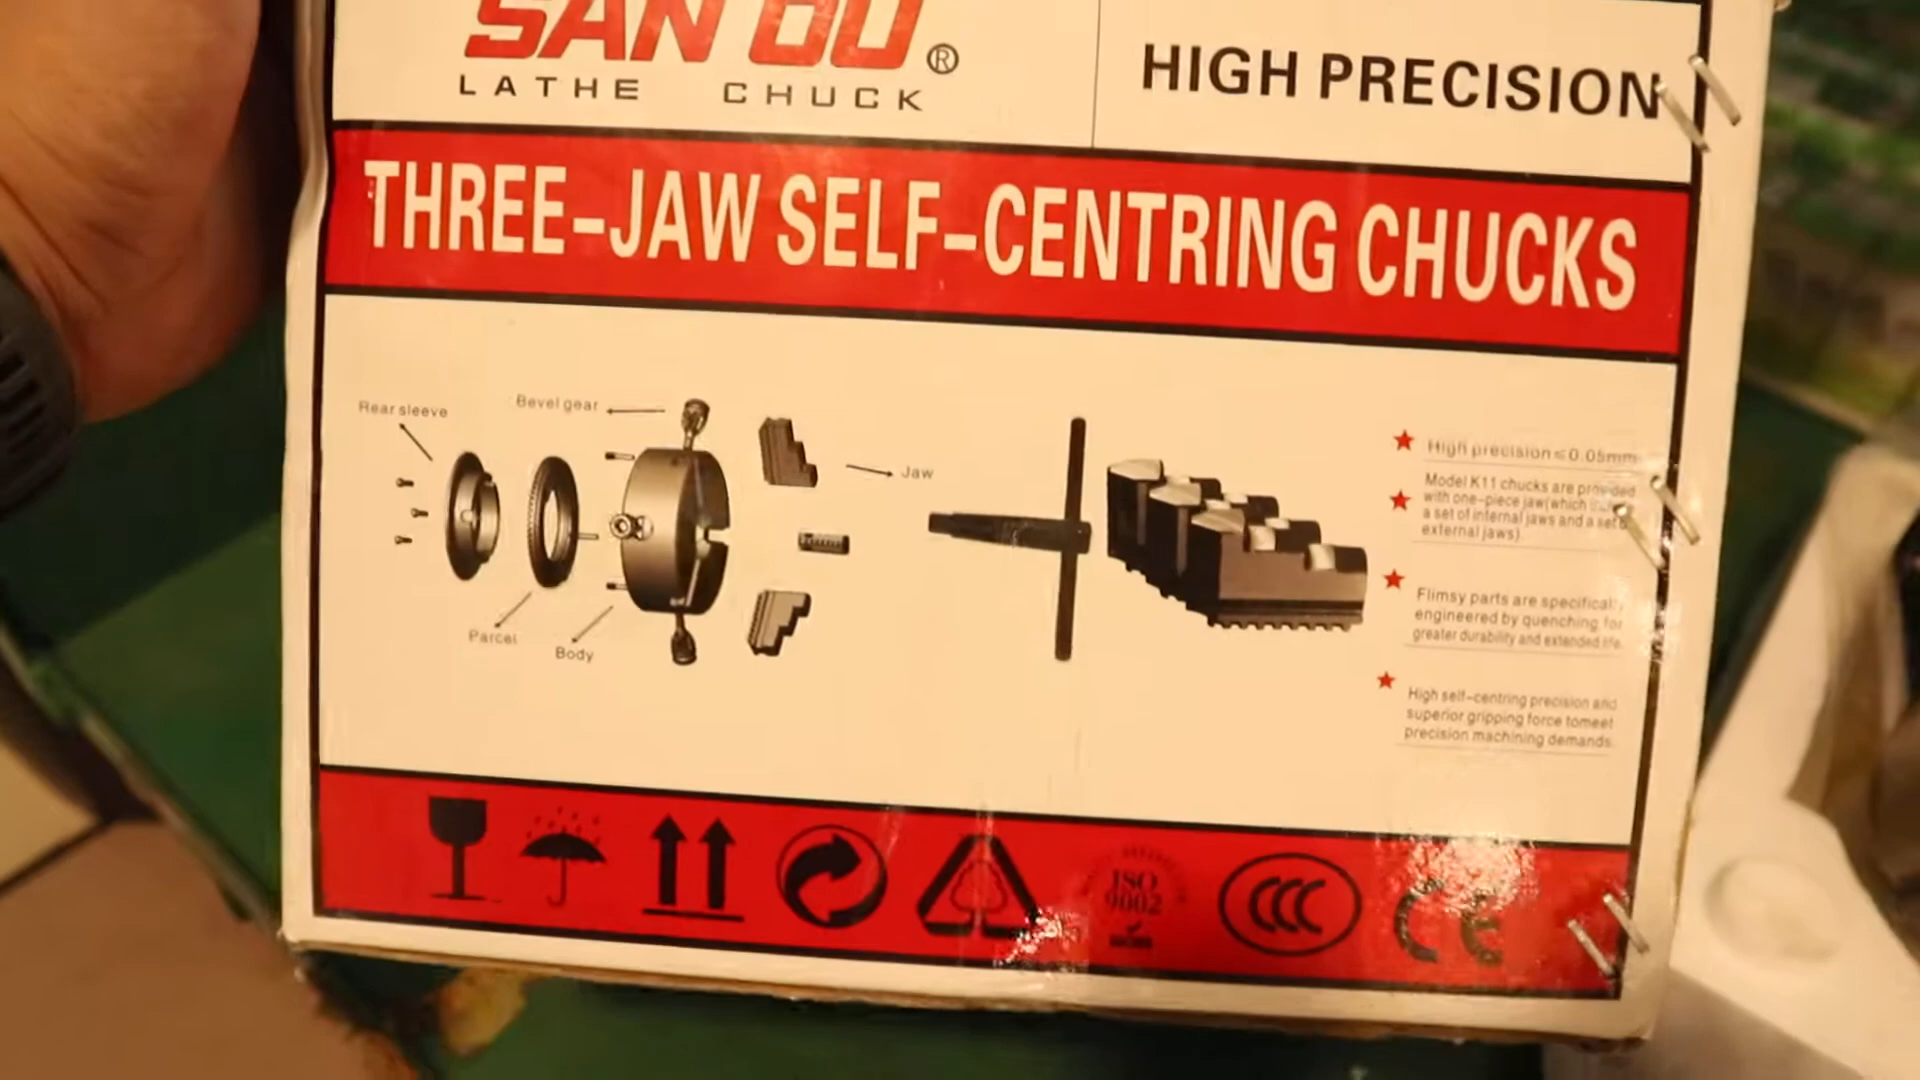 SAN OU ®
LATHE CHUCK
HIGH PRECISION
THREE-JAW SELF-CENTRING CHUCKS
Rear sleeve
Bevel gear
Jaw
Parcel
Body
High precision≤0.05mm
Model K11 chucks are provided
with one-piece jaw(which
a set of internal jaws and a set of
external jaws)
Flimsy parts are specifically
engineered by quenching for
greater durability and extended life.
High self-centring precision and
superior gripping force tomeet
precision machining demands.
ISO
9002
CCC
CE